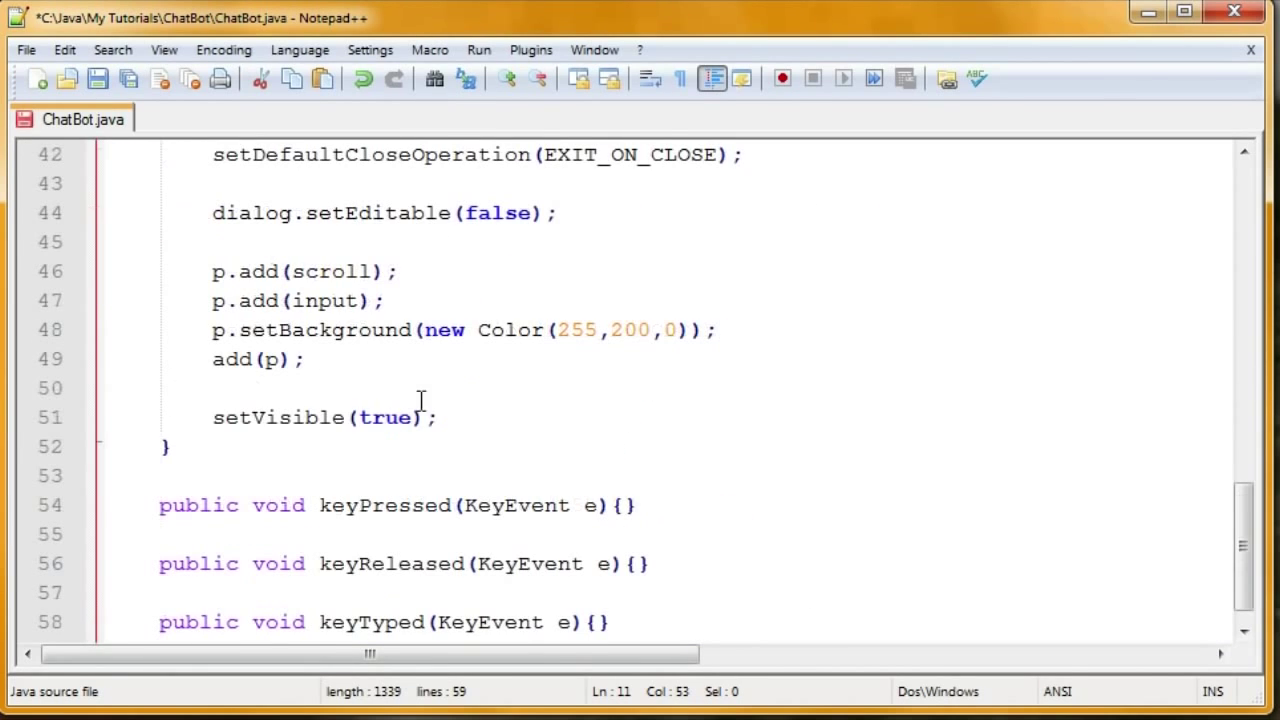 *C:\Java\My Tutorials\ChatBot\ChatBot.java - Notepad++
File Edit Search View Encoding Language Settings Macro Run Plugins Window ? X
ABC
ChatBot.java
42 setDefaultCloseOperation(EXIT_ON_CLOSE);
43
44 dialog.setEditable(false);
45
46 p.add(scroll);
47 p.add(input);
48 p.setBackground(new Color(255,200,0));
49 add(p);
50
51 setVisible(true);
52 }
53
54 public void keyPressed(KeyEvent e){}
55
56 public void keyReleased(KeyEvent e){}
57
58 public void keyTyped(KeyEvent e){}
Java source file length : 1339 lines : 59 Ln : 11 Col : 53 Sel : 0 Dos\Windows ANSI INS